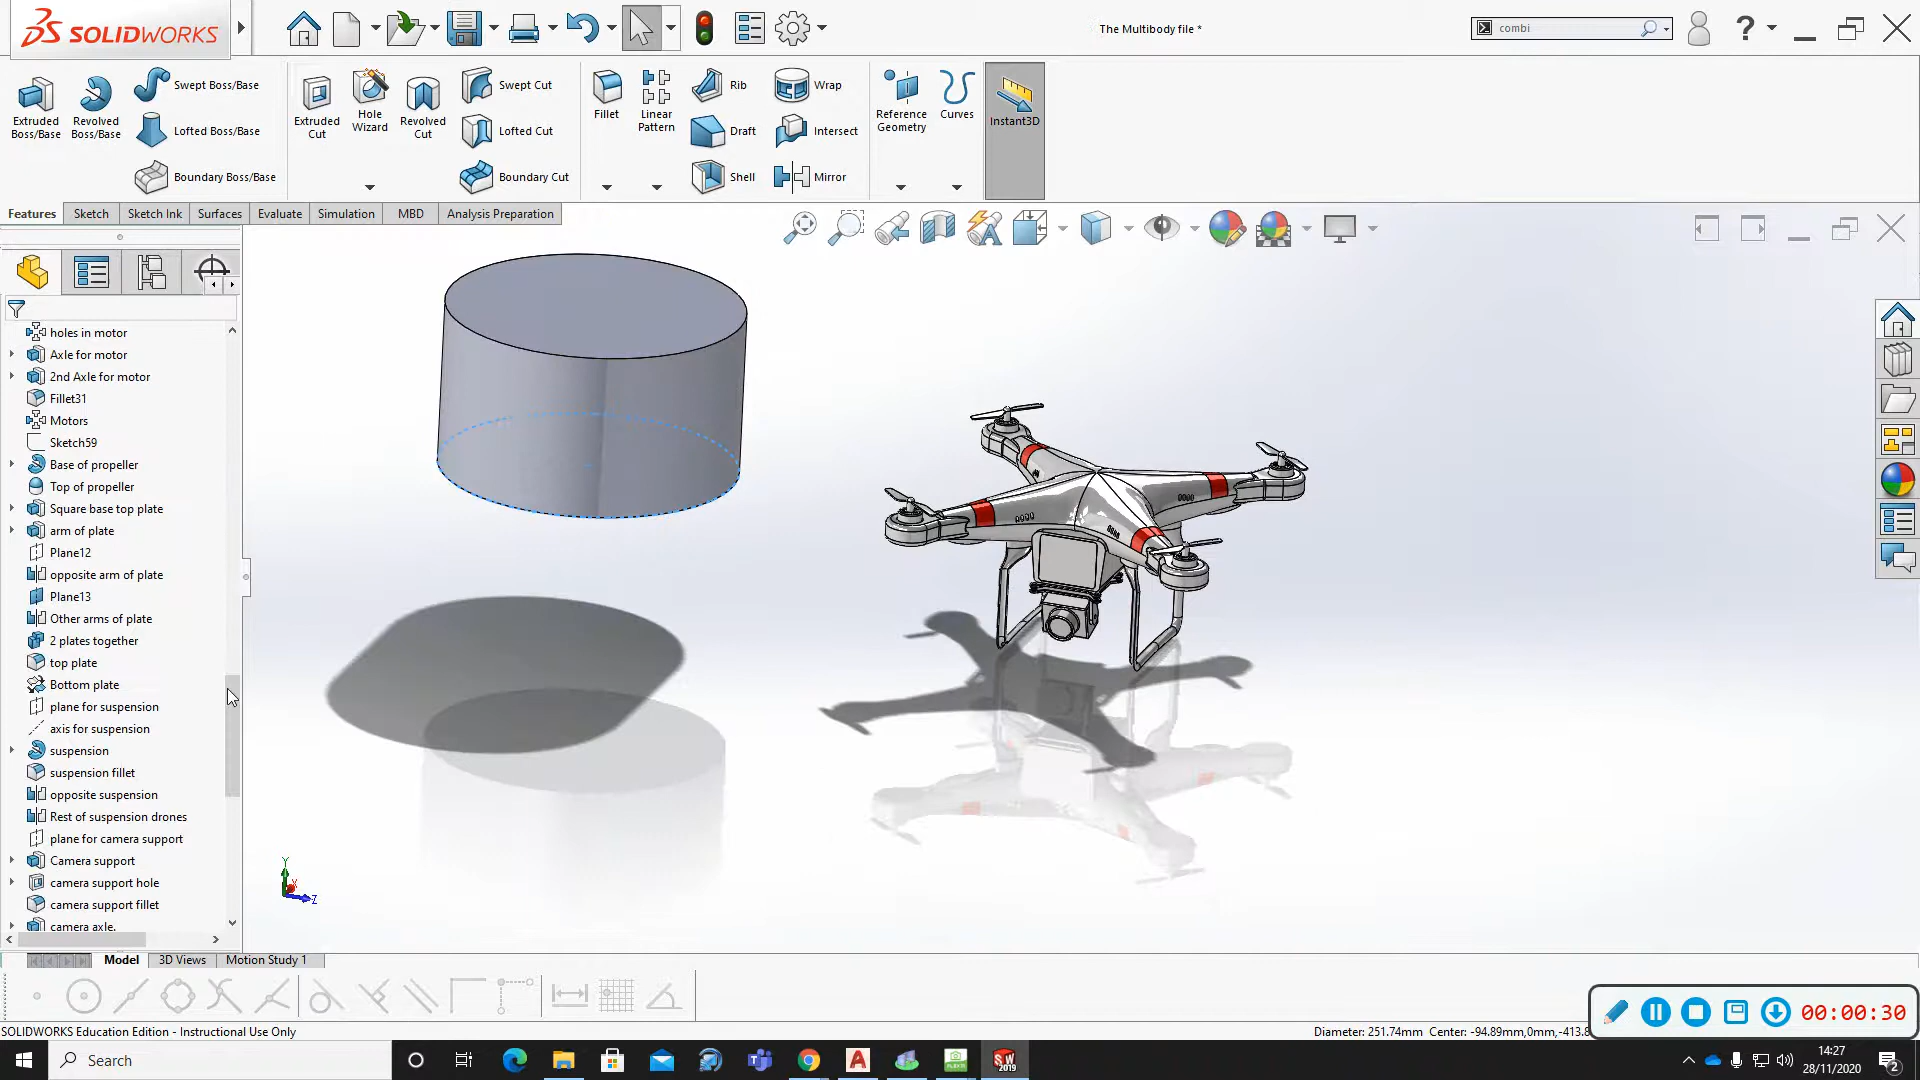 SOLIDWORKS
The Multibody file *
combi
Extruded Boss/Base
Revolved Boss/Base
Swept Boss/Base
Lofted Boss/Base
Boundary Boss/Base
Extruded Cut
Hole Wizard
Revolved Cut
Swept Cut
Lofted Cut
Boundary Cut
Fillet
Linear Pattern
Rib
Draft
Shell
Wrap
Intersect
Mirror
Reference Geometry
Curves
Instant3D
Features
Sketch
Sketch Ink
Surfaces
Evaluate
Simulation
MBD
Analysis Preparation
holes in motor
Axle for motor
2nd Axle for motor
Fillet31
Motors
Sketch59
Base of propeller
Top of propeller
Square base top plate
arm of plate
Plane12
opposite arm of plate
Plane13
Other arms of plate
2 plates together
top plate
Bottom plate
plane for suspension
axis for suspension
suspension
suspension fillet
opposite suspension
Rest of suspension drones
plane for camera support
Camera support
camera support hole
camera support fillet
camera axle.
Y
Z
Model
3D Views
Motion Study 1
SOLIDWORKS Education Edition - Instructional Use Only
Diameter: 251.74mm Center: -94.89mm,0mm,-413.8
00:00:30
Search
14:27
28/11/2020
2